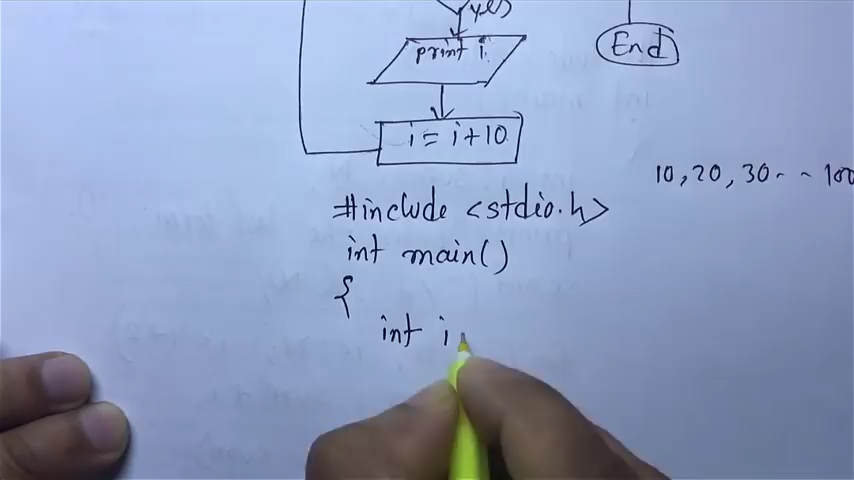 yes
print i
End
i = i+10
10, 20, 30 - - 100
#include <stdio.h>
int main()
{
int i